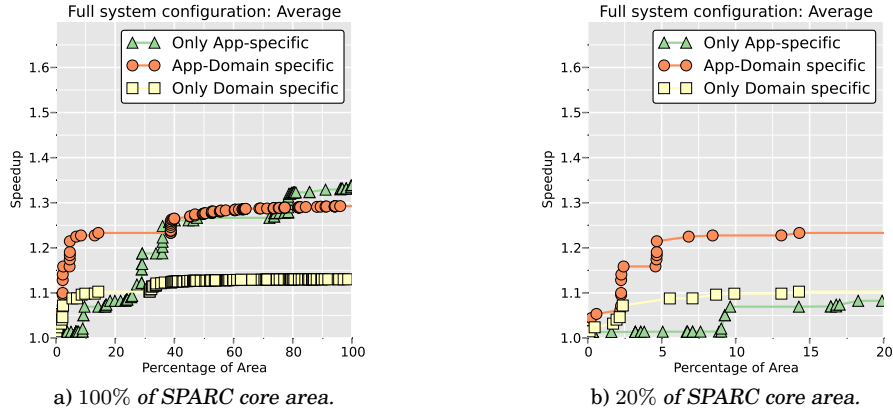 Full system configuration: Average
Only App-specific
App-Domain specific
Only Domain specific
1.6
1.5
1.4
1.3
1.2
1.1
1.0
Speedup
0 20 40 60 80 100
Percentage of Area
a) 100% of SPARC core area.
Full system configuration: Average
Only App-specific
App-Domain specific
Only Domain specific
1.6
1.5
1.4
1.3
1.2
1.1
1.0
Speedup
0 5 10 15 20
Percentage of Area
b) 20% of SPARC core area.